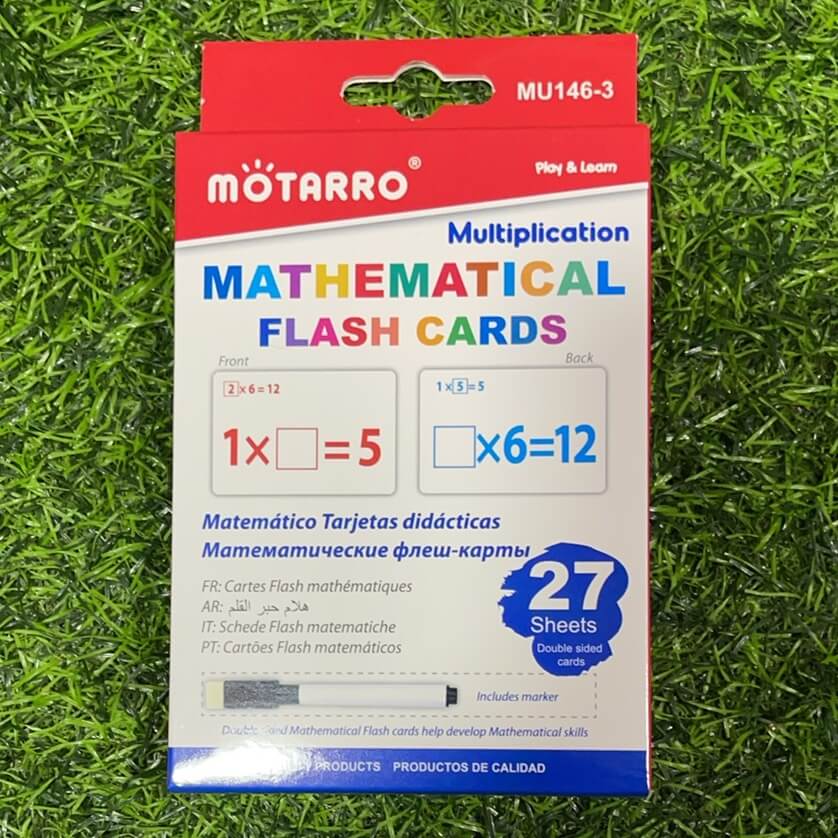 MU146-3
MOTARRO®
Play & Learn
Multiplication
MATHEMATICAL
FLASH CARDS
Front
Back
2×6=12
1×□=5
1×5=5
□×6=12
Matemático Tarjetas didácticas
Математические флеш-карты
FR: Cartes Flash mathématiques
AR: هلام حبر القلم
IT: Schede Flash matematiche
PT: Cartões Flash matemáticos
27
Sheets
Double sided
cards
Includes marker
Mathematical Flash cards help develop Mathematical skills
PRODUCTS PRODUCTOS DE CALIDAD